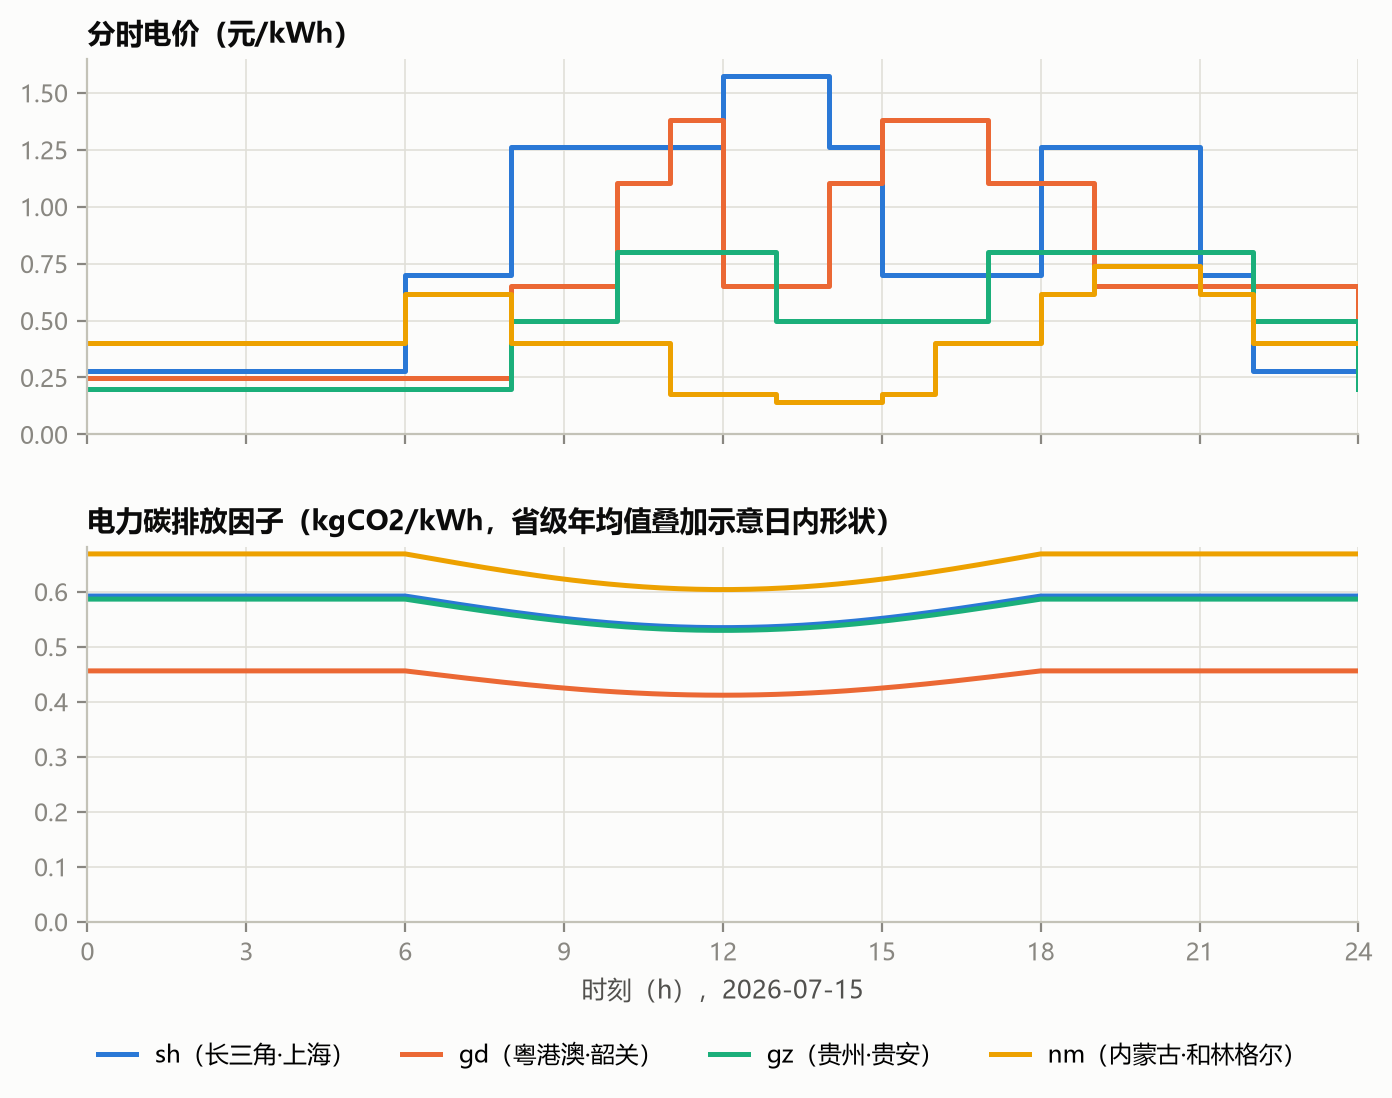 分时电价（元/kWh）
1.50
1.25
1.00
0.75
0.50
0.25
0.00
电力碳排放因子（kgCO2/kWh，省级年均值叠加示意日内形状）
0.6
0.5
0.4
0.3
0.2
0.1
0.0
0 3 6 9 12 15 18 21 24
时刻（h），2026-07-15
sh（长三角·上海） gd（粤港澳·韶关） gz（贵州·贵安） nm（内蒙古·和林格尔）